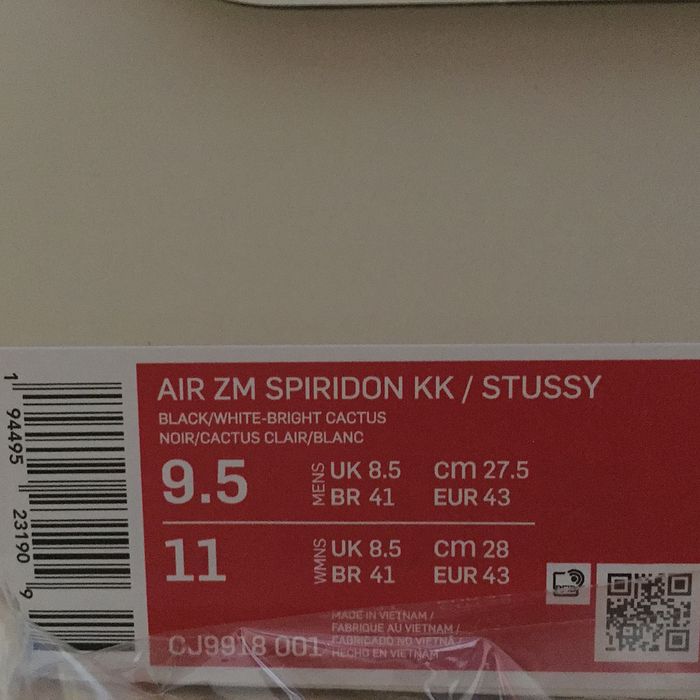 AIR ZM SPIRIDON KK / STUSSY
BLACK/WHITE-BRIGHT CACTUS
NOIR/CACTUS CLAIR/BLANC
9.5 MENS UK 8.5 cm 27.5
BR 41 EUR 43
11 WMNS UK 8.5 cm 28
BR 41 EUR 43
MADE IN VIETNAM /
FABRIQUE AU VIETNAM /
FABRICADO NO VIETNÃ /
HECHO EN VIETNAM
CJ9918 001
1 94495 23190 9